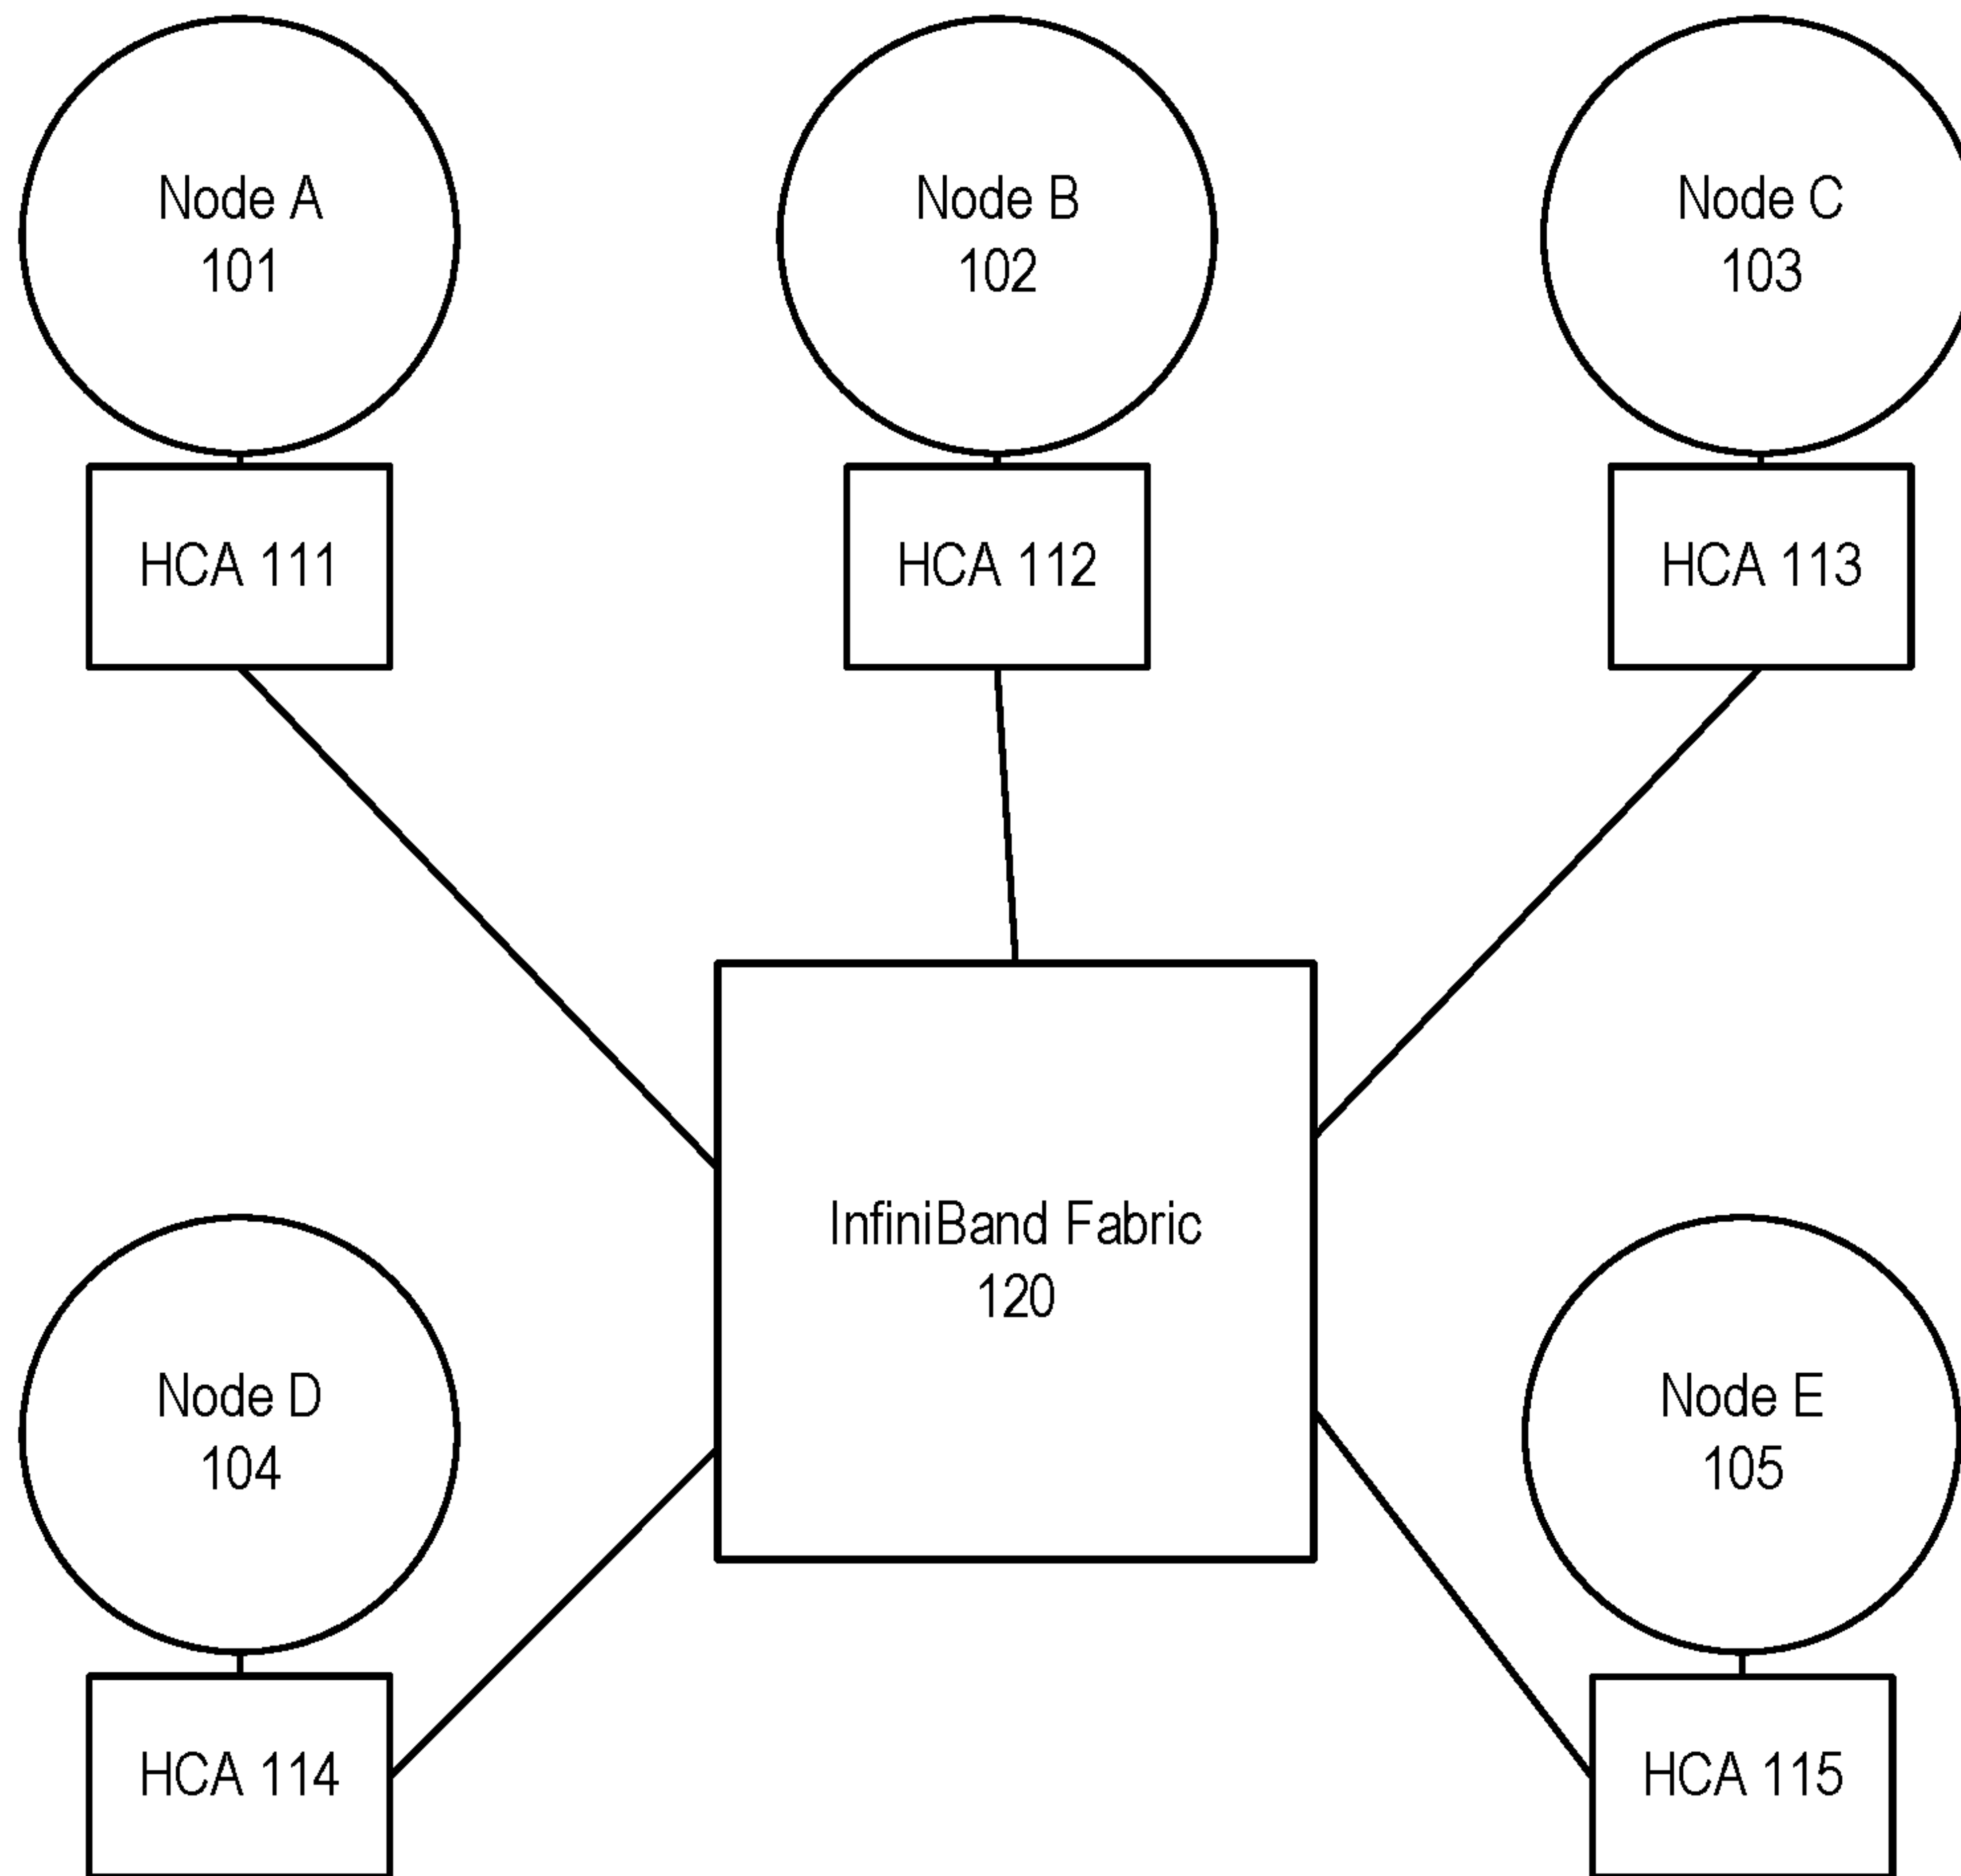 Node A
101
Node B
102
Node C
103
HCA 111
HCA 112
HCA 113
InfiniBand Fabric
120
Node D
104
Node E
105
HCA 114
HCA 115